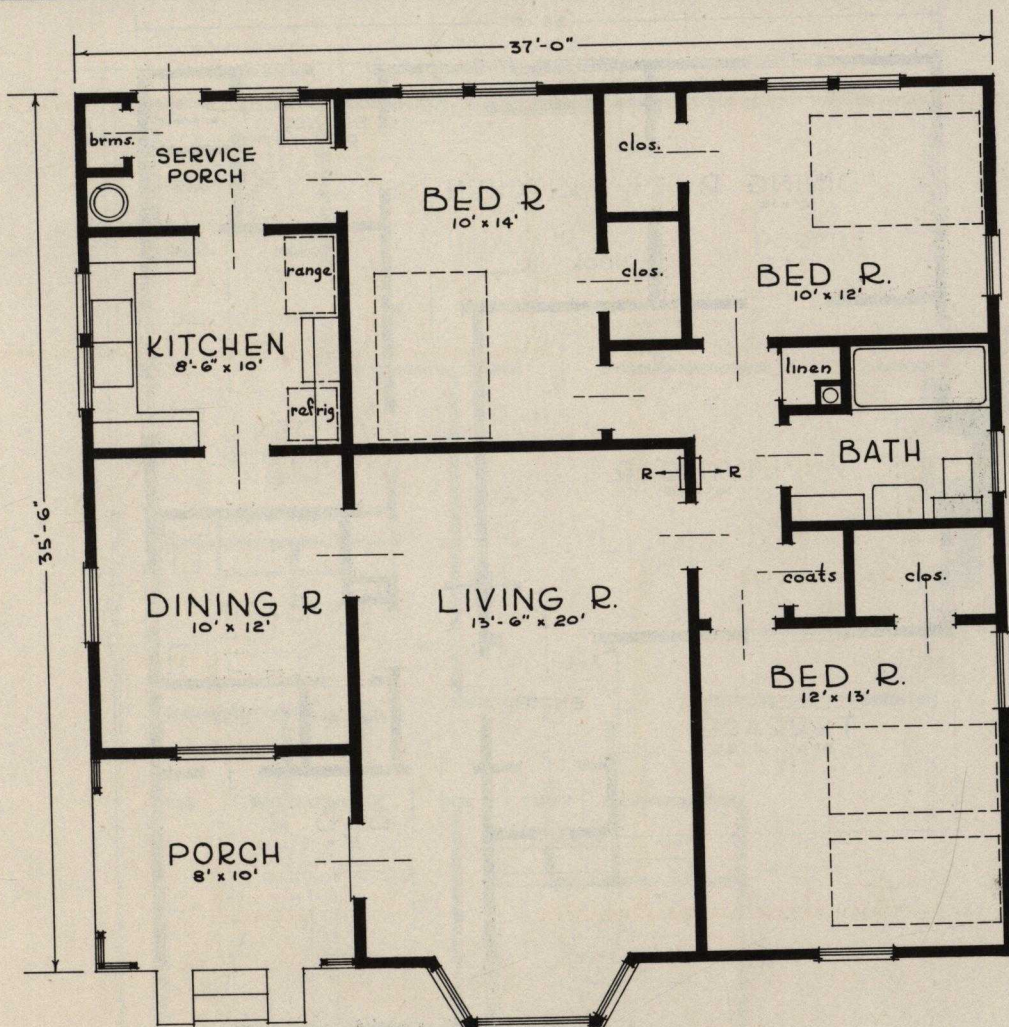 37'-0"
brms.
SERVICE
PORCH
clos.
BED R
10' x 14'
range
clos.
BED R.
10' x 12'
KITCHEN
8'-6" x 10'
linen
refrig
BATH
R
R
35'-6"
coats
clos.
DINING R
10' x 12'
LIVING R.
13'-6" x 20'
BED R.
12' x 13'
PORCH
8' x 10'